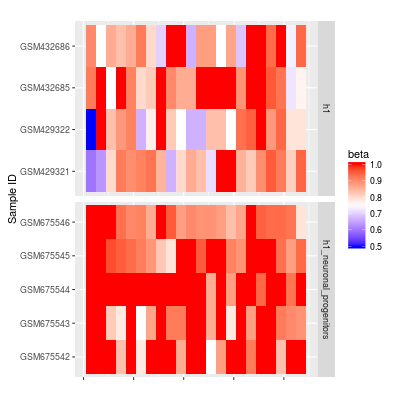 GSM432686
GSM432685
GSM429322
GSM429321
h1
GSM675546
GSM675545
GSM675544
GSM675543
GSM675542
h1_neuronal_progenitors
Sample ID
beta
1.0
0.9
0.8
0.7
0.6
0.5